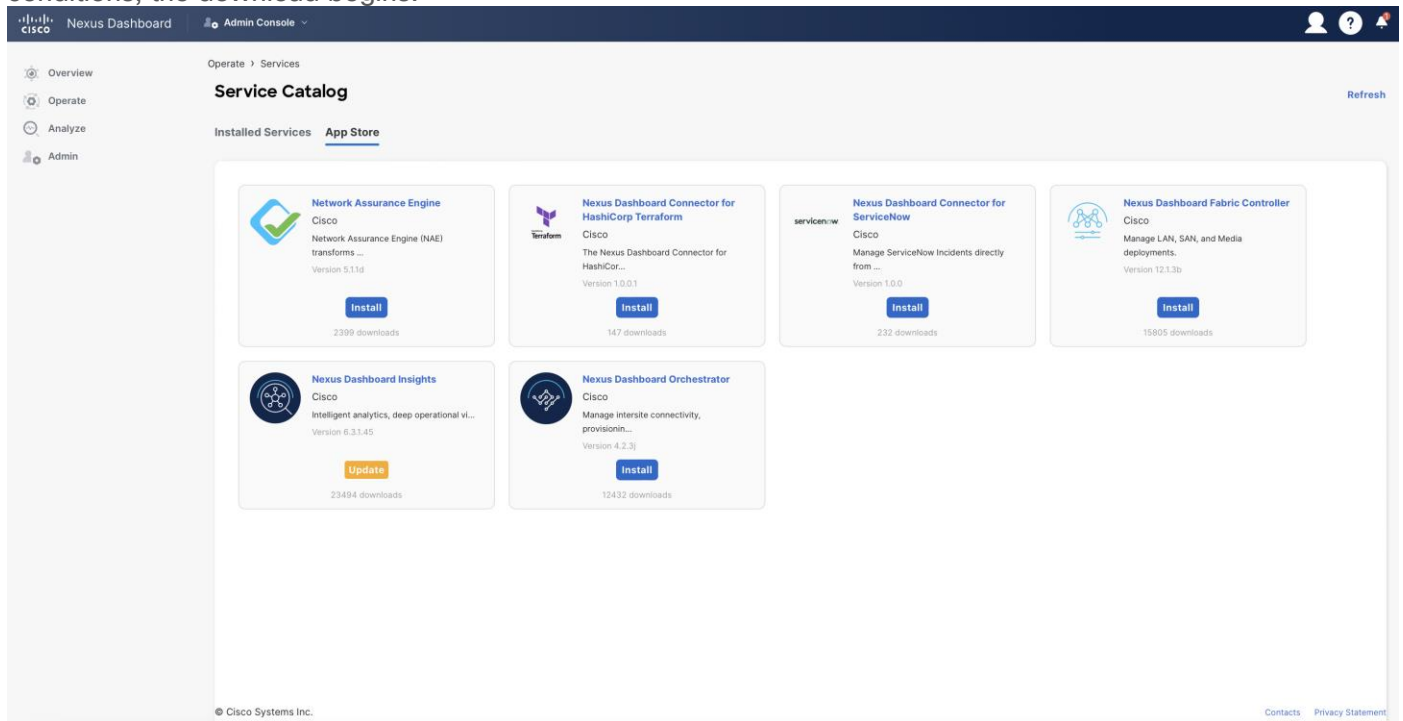 conditions, the download begins.
cisco Nexus Dashboard Admin Console
Overview
Operate
Analyze
Admin
Operate › Services
Service Catalog
Refresh
Installed Services App Store
Network Assurance Engine
Cisco
Network Assurance Engine (NAE)
transforms ...
Version 5.1.1d
Install
2399 downloads
Terraform
Nexus Dashboard Connector for
HashiCorp Terraform
Cisco
The Nexus Dashboard Connector for
HashiCor...
Version 1.0.0.1
Install
147 downloads
servicenow
Nexus Dashboard Connector for
ServiceNow
Cisco
Manage ServiceNow Incidents directly
from ...
Version 1.0.0
Install
232 downloads
Nexus Dashboard Fabric Controller
Cisco
Manage LAN, SAN, and Media
deployments.
Version 12.1.3b
Install
15805 downloads
Nexus Dashboard Insights
Cisco
Intelligent analytics, deep operational vi...
Version 6.3.1.45
Update
23494 downloads
Nexus Dashboard Orchestrator
Cisco
Manage intersite connectivity,
provisionin...
Version 4.2.3j
Install
12432 downloads
© Cisco Systems Inc.
Contacts Privacy Statement